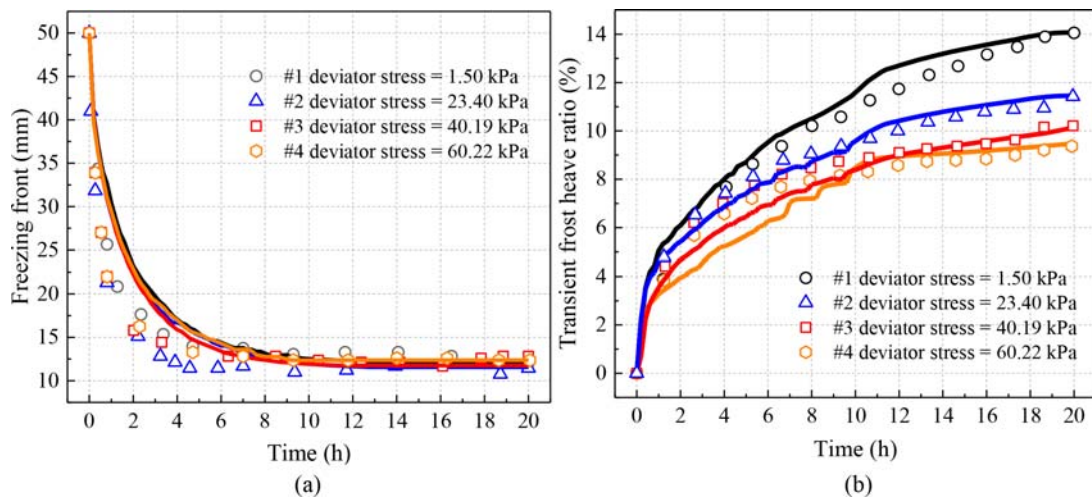 50
45
40
35
30
25
20
15
10
Freezing front (mm)
#1 deviator stress = 1.50 kPa
#2 deviator stress = 23.40 kPa
#3 deviator stress = 40.19 kPa
#4 deviator stress = 60.22 kPa
0 2 4 6 8 10 12 14 16 18 20
Time (h)
(a)
14
12
10
8
6
4
2
0
Transient frost heave ratio (%)
#1 deviator stress = 1.50 kPa
#2 deviator stress = 23.40 kPa
#3 deviator stress = 40.19 kPa
#4 deviator stress = 60.22 kPa
0 2 4 6 8 10 12 14 16 18 20
Time (h)
(b)